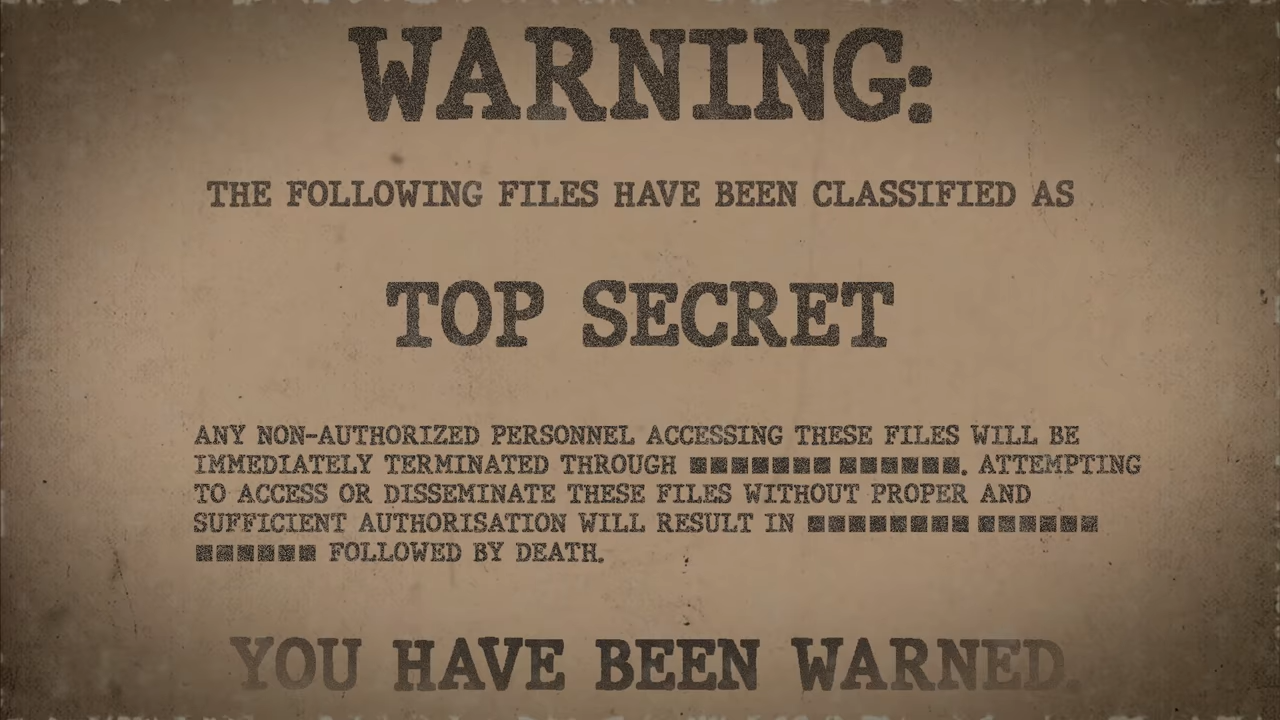 WARNING:
THE FOLLOWING FILES HAVE BEEN CLASSIFIED AS
TOP SECRET
ANY NON-AUTHORIZED PERSONNEL ACCESSING THESE FILES WILL BE
IMMEDIATELY TERMINATED THROUGH ■■■■■■■ ■■■■■■. ATTEMPTING
TO ACCESS OR DISSEMINATE THESE FILES WITHOUT PROPER AND
SUFFICIENT AUTHORISATION WILL RESULT IN ■■■■■■■■ ■■■■■■
■■■■■■ FOLLOWED BY DEATH.
YOU HAVE BEEN WARNED.